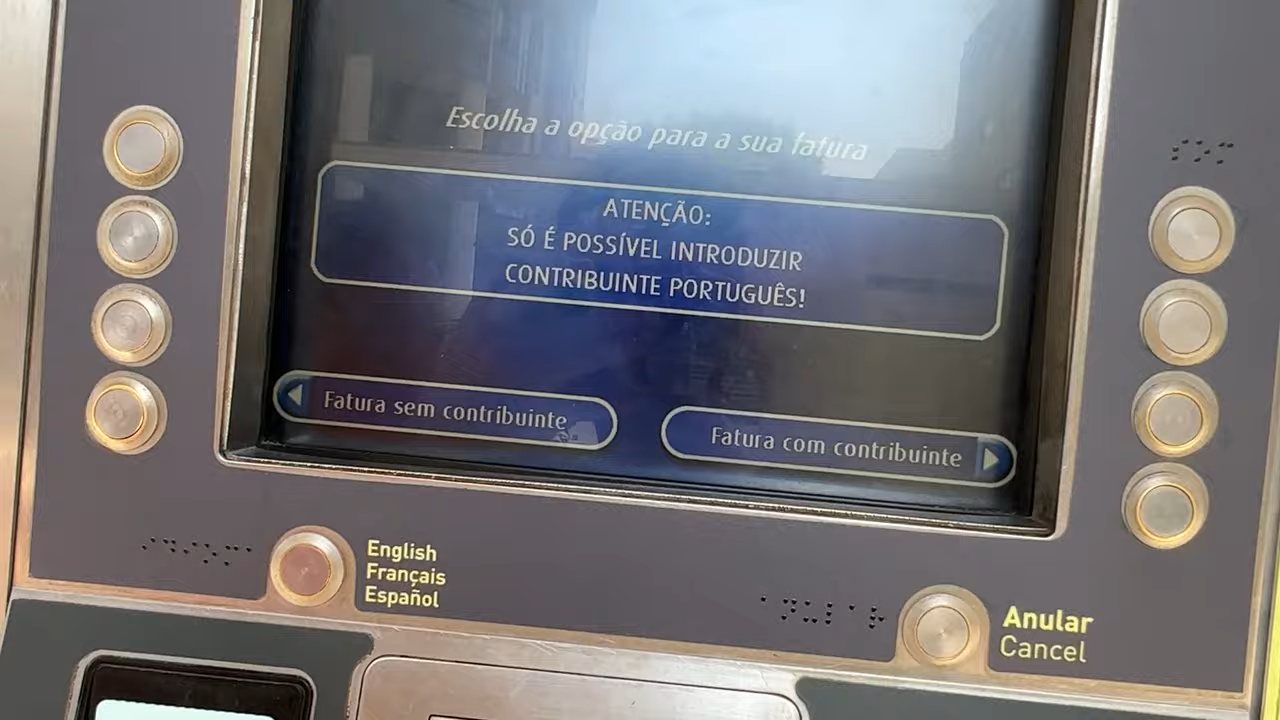 Escolha a opção para a sua fatura
ATENÇÃO:
SÓ É POSSÍVEL INTRODUZIR
CONTRIBUINTE PORTUGUÊS!
Fatura sem contribuinte
Fatura com contribuinte
English
Français
Español
Anular
Cancel